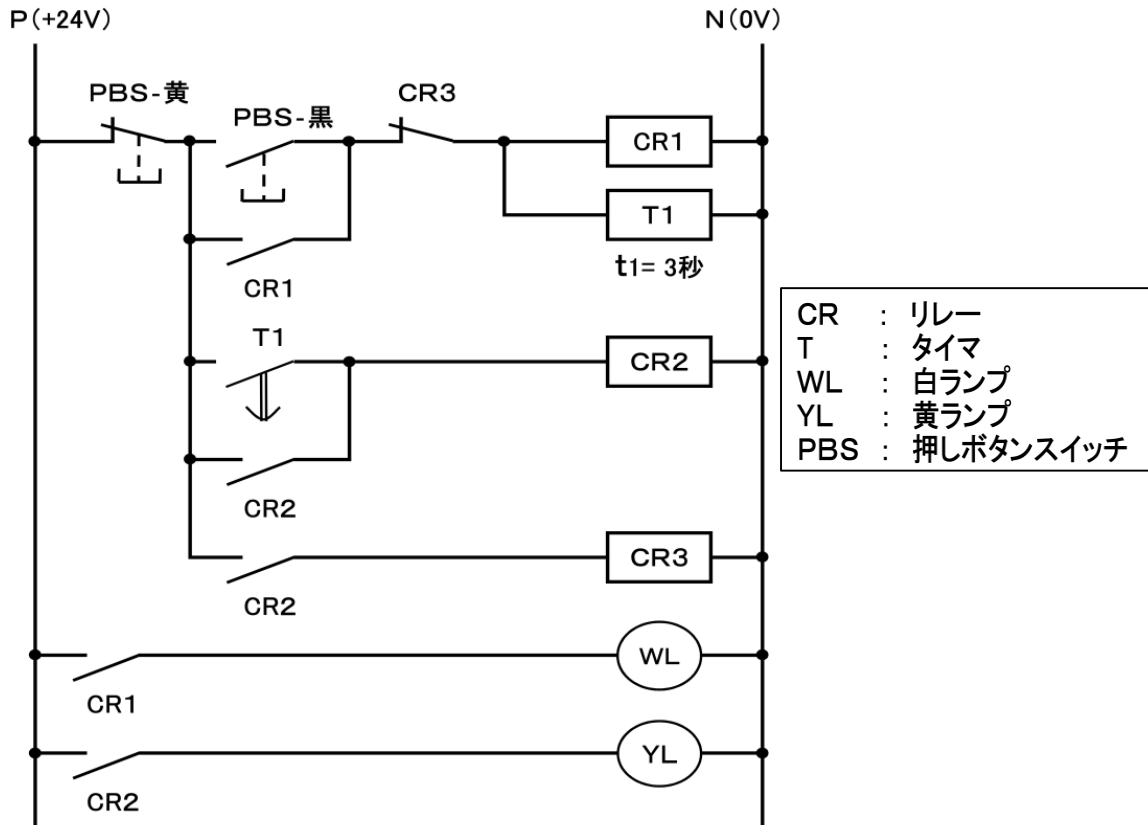 P(+24V)
N(0V)
PBS-黄
PBS-黒
CR3
CR1
T1
t1= 3秒
CR1
T1
CR2
CR2
CR3
CR2
WL
CR1
YL
CR2
CR : リレー
T : タイマ
WL : 白ランプ
YL : 黄ランプ
PBS : 押しボタンスイッチ